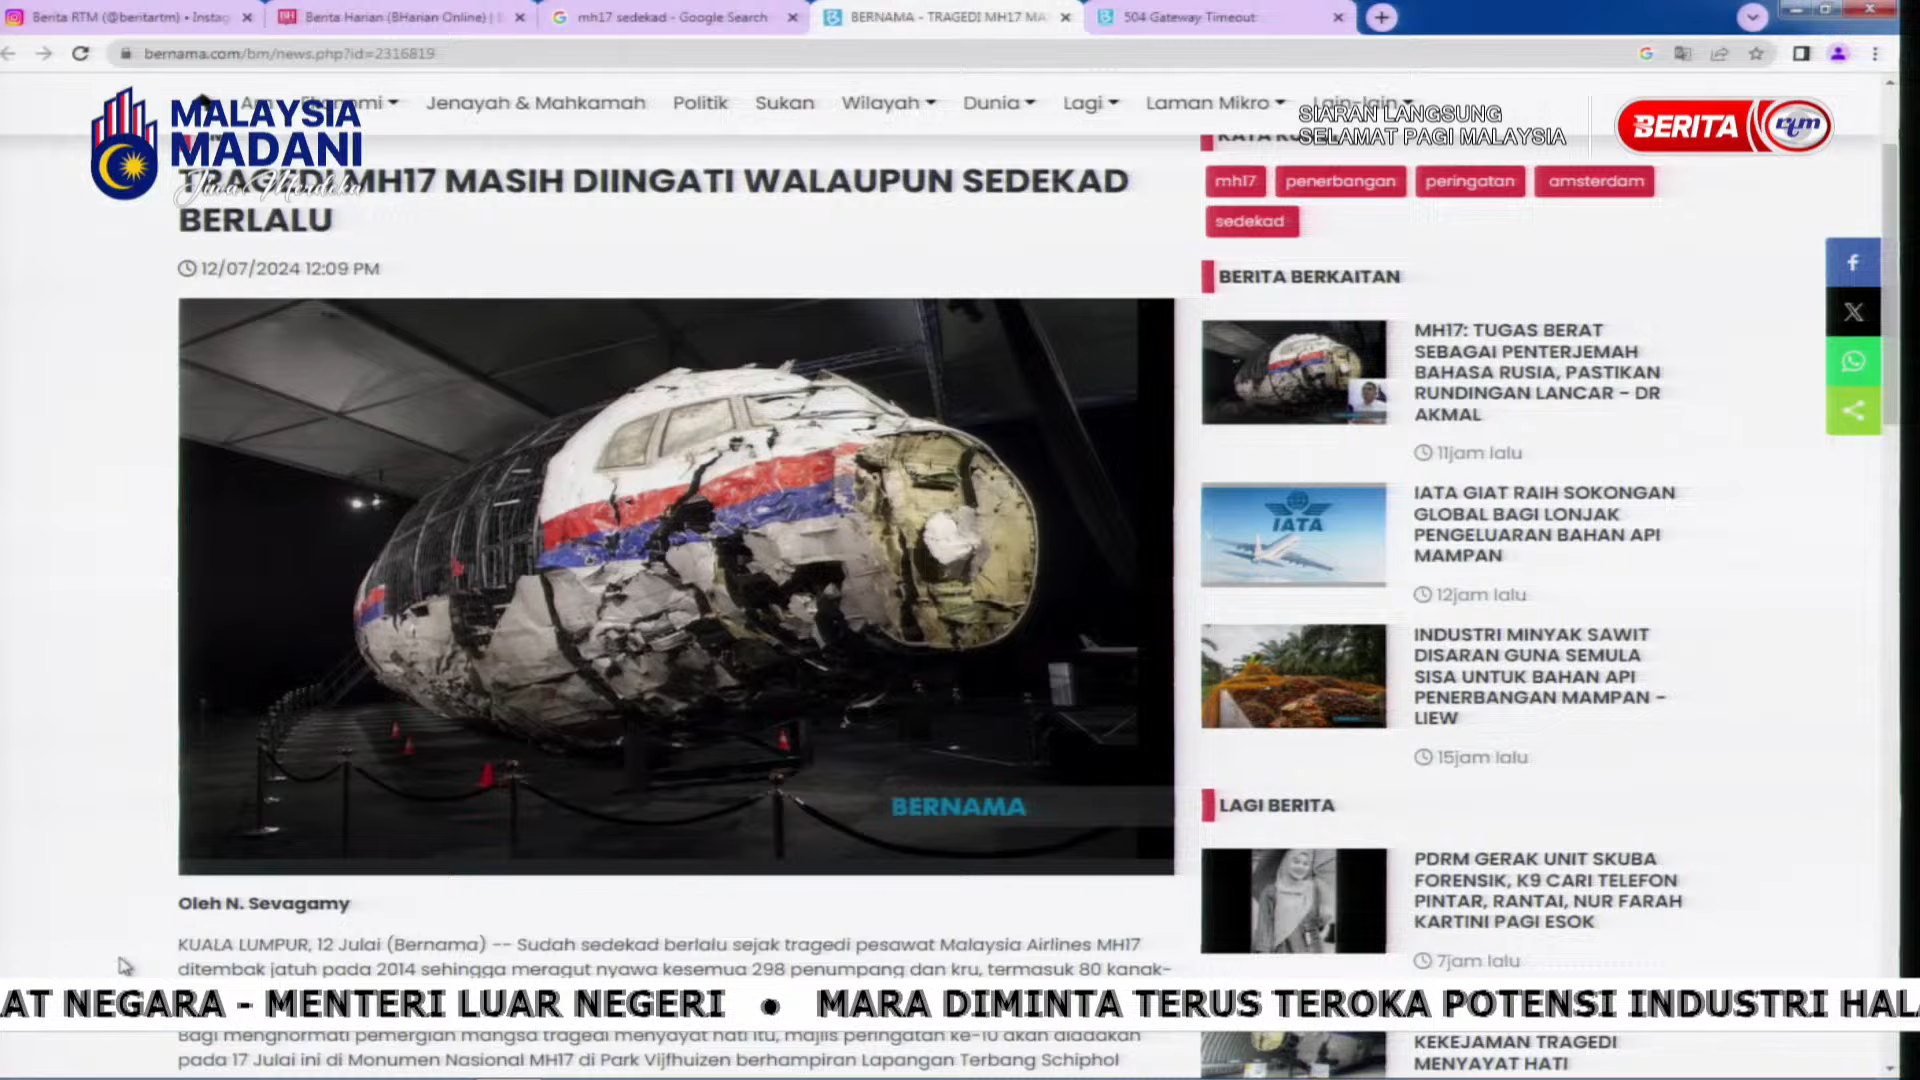 Berita RTM (@beritartm) • Instag
Berita Harian (BHarian Online) |
mh17 sedekad - Google Search
BERNAMA - TRAGEDI MH17 MA
504 Gateway Timeout
bernama.com/bm/news.php?id=2316819
Jenayah & Mahkamah
Politik
Sukan
Wilayah
Dunia
Lagi
Laman Mikro
Lain-lain
MALAYSIA
MADANI
SIARAN LANGSUNG
SELAMAT PAGI MALAYSIA
BERITA rtm
TRAGEDI MH17 MASIH DIINGATI WALAUPUN SEDEKAD
BERLALU
12/07/2024 12:09 PM
BERNAMA
Oleh N. Sevagamy
KUALA LUMPUR, 12 Julai (Bernama) -- Sudah sedekad berlalu sejak tragedi pesawat Malaysia Airlines MH17
ditembak jatuh pada 2014 sehingga meragut nyawa kesemua 298 penumpang dan kru, termasuk 80 kanak-
Bagi menghormati pemergian mangsa tragedi menyayat hati itu, majlis peringatan ke-10 akan diadakan
pada 17 Julai ini di Monumen Nasional MH17 di Park Vijfhuizen berhampiran Lapangan Terbang Schiphol
mh17
penerbangan
peringatan
amsterdam
sedekad
BERITA BERKAITAN
MH17: TUGAS BERAT
SEBAGAI PENTERJEMAH
BAHASA RUSIA, PASTIKAN
RUNDINGAN LANCAR - DR
AKMAL
11jam lalu
IATA
IATA GIAT RAIH SOKONGAN
GLOBAL BAGI LONJAK
PENGELUARAN BAHAN API
MAMPAN
12jam lalu
INDUSTRI MINYAK SAWIT
DISARAN GUNA SEMULA
SISA UNTUK BAHAN API
PENERBANGAN MAMPAN -
LIEW
15jam lalu
LAGI BERITA
PDRM GERAK UNIT SKUBA
FORENSIK, K9 CARI TELEFON
PINTAR, RANTAI, NUR FARAH
KARTINI PAGI ESOK
7jam lalu
KEKEJAMAN TRAGEDI
MENYAYAT HATI
AT NEGARA - MENTERI LUAR NEGERI • MARA DIMINTA TERUS TEROKA POTENSI INDUSTRI HAL